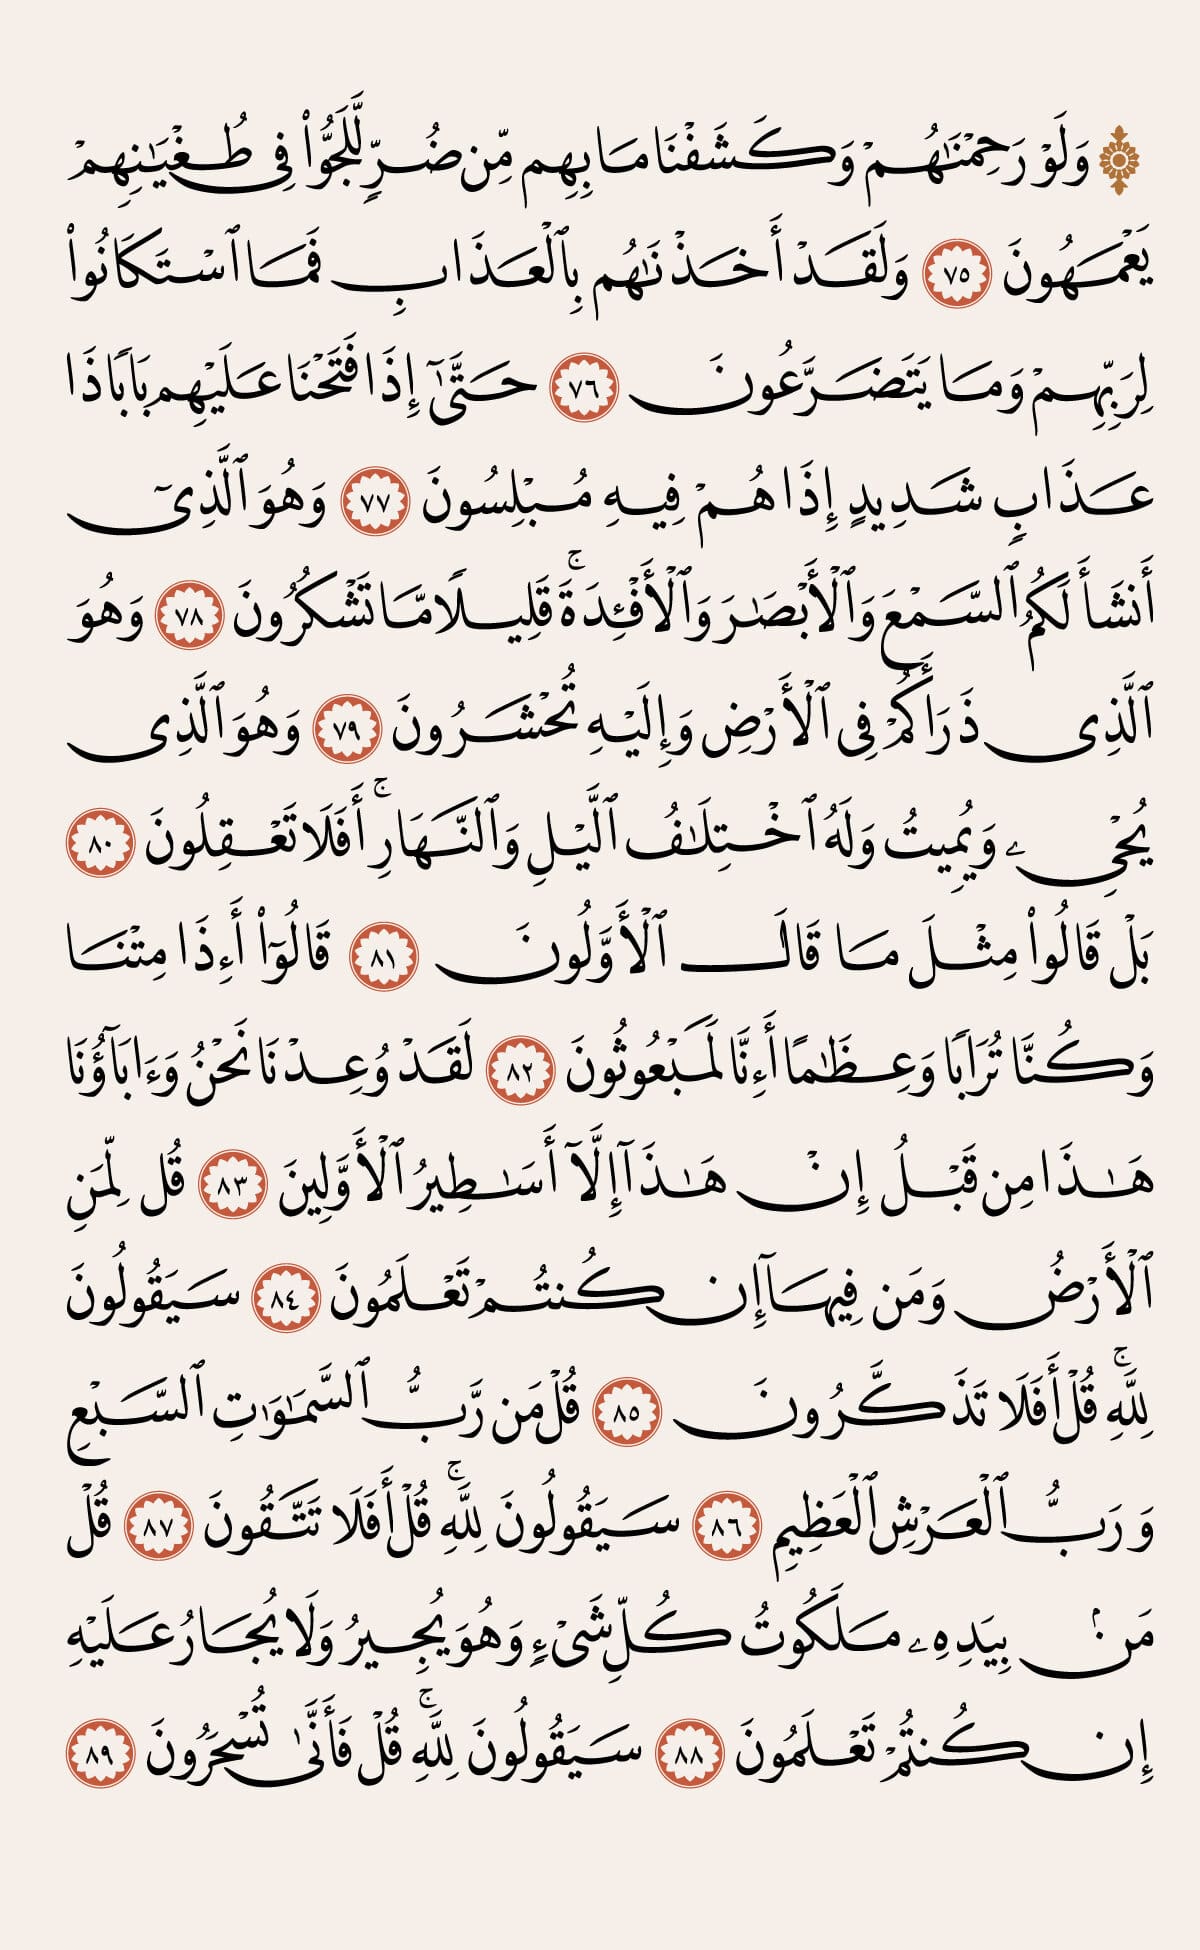 ۞ وَلَوْ رَحِمْنَٰهُمْ وَكَشَفْنَا مَا بِهِم مِّن ضُرٍّ لَّلَجُّوا۟ فِى طُغْيَٰنِهِمْ
يَعْمَهُونَ ٧٥ وَلَقَدْ أَخَذْنَٰهُم بِٱلْعَذَابِ فَمَا ٱسْتَكَانُوا۟
لِرَبِّهِمْ وَمَا يَتَضَرَّعُونَ ٧٦ حَتَّىٰٓ إِذَا فَتَحْنَا عَلَيْهِم بَابًا ذَا
عَذَابٍ شَدِيدٍ إِذَا هُمْ فِيهِ مُبْلِسُونَ ٧٧ وَهُوَ ٱلَّذِىٓ
أَنشَأَ لَكُمُ ٱلسَّمْعَ وَٱلْأَبْصَٰرَ وَٱلْأَفْـِٔدَةَ ۚ قَلِيلًا مَّا تَشْكُرُونَ ٧٨ وَهُوَ
ٱلَّذِى ذَرَأَكُمْ فِى ٱلْأَرْضِ وَإِلَيْهِ تُحْشَرُونَ ٧٩ وَهُوَ ٱلَّذِى
يُحْىِۦ وَيُمِيتُ وَلَهُ ٱخْتِلَٰفُ ٱلَّيْلِ وَٱلنَّهَارِ ۚ أَفَلَا تَعْقِلُونَ ٨٠
بَلْ قَالُوا۟ مِثْلَ مَا قَالَ ٱلْأَوَّلُونَ ٨١ قَالُوٓا۟ أَءِذَا مِتْنَا
وَكُنَّا تُرَابًا وَعِظَٰمًا أَءِنَّا لَمَبْعُوثُونَ ٨٢ لَقَدْ وُعِدْنَا نَحْنُ وَءَابَآؤُنَا
هَٰذَا مِن قَبْلُ إِنْ هَٰذَآ إِلَّآ أَسَٰطِيرُ ٱلْأَوَّلِينَ ٨٣ قُل لِّمَنِ
ٱلْأَرْضُ وَمَن فِيهَآ إِن كُنتُمْ تَعْلَمُونَ ٨٤ سَيَقُولُونَ
لِلَّهِ ۚ قُلْ أَفَلَا تَذَكَّرُونَ ٨٥ قُلْ مَن رَّبُّ ٱلسَّمَٰوَٰتِ ٱلسَّبْعِ
وَرَبُّ ٱلْعَرْشِ ٱلْعَظِيمِ ٨٦ سَيَقُولُونَ لِلَّهِ ۚ قُلْ أَفَلَا تَتَّقُونَ ٨٧ قُلْ
مَنۢ بِيَدِهِۦ مَلَكُوتُ كُلِّ شَىْءٍ وَهُوَ يُجِيرُ وَلَا يُجَارُ عَلَيْهِ
إِن كُنتُمْ تَعْلَمُونَ ٨٨ سَيَقُولُونَ لِلَّهِ ۚ قُلْ فَأَنَّىٰ تُسْحَرُونَ ٨٩